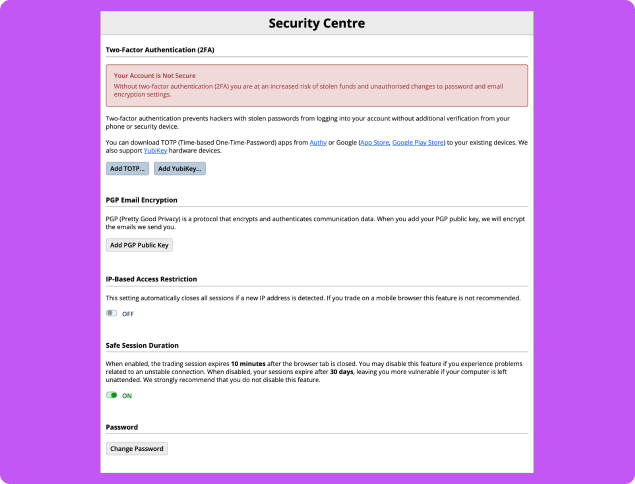 Security Centre
Two-Factor Authentication (2FA)
Your Account is Not Secure
Without two-factor authentication (2FA) you are at an increased risk of stolen funds and unauthorised changes to password and email
encryption settings.
Two-factor authentication prevents hackers with stolen passwords from logging into your account without additional verification from your
phone or security device.
You can download TOTP (Time-based One-Time-Password) apps from Authy or Google (App Store, Google Play Store) to your existing devices. We
also support YubiKey hardware devices.
Add TOTP... Add YubiKey...
PGP Email Encryption
PGP (Pretty Good Privacy) is a protocol that encrypts and authenticates communication data. When you add your PGP public key, we will encrypt
the emails we send you.
Add PGP Public Key
IP-Based Access Restriction
This setting automatically closes all sessions if a new IP address is detected. If you trade on a mobile browser this feature is not recommended.
OFF
Safe Session Duration
When enabled, the trading session expires 10 minutes after the browser tab is closed. You may disable this feature if you experience problems
related to an unstable connection. When disabled, your sessions expire after 30 days, leaving you more vulnerable if your computer is left
unattended. We strongly recommend that you do not disable this feature.
ON
Password
Change Password